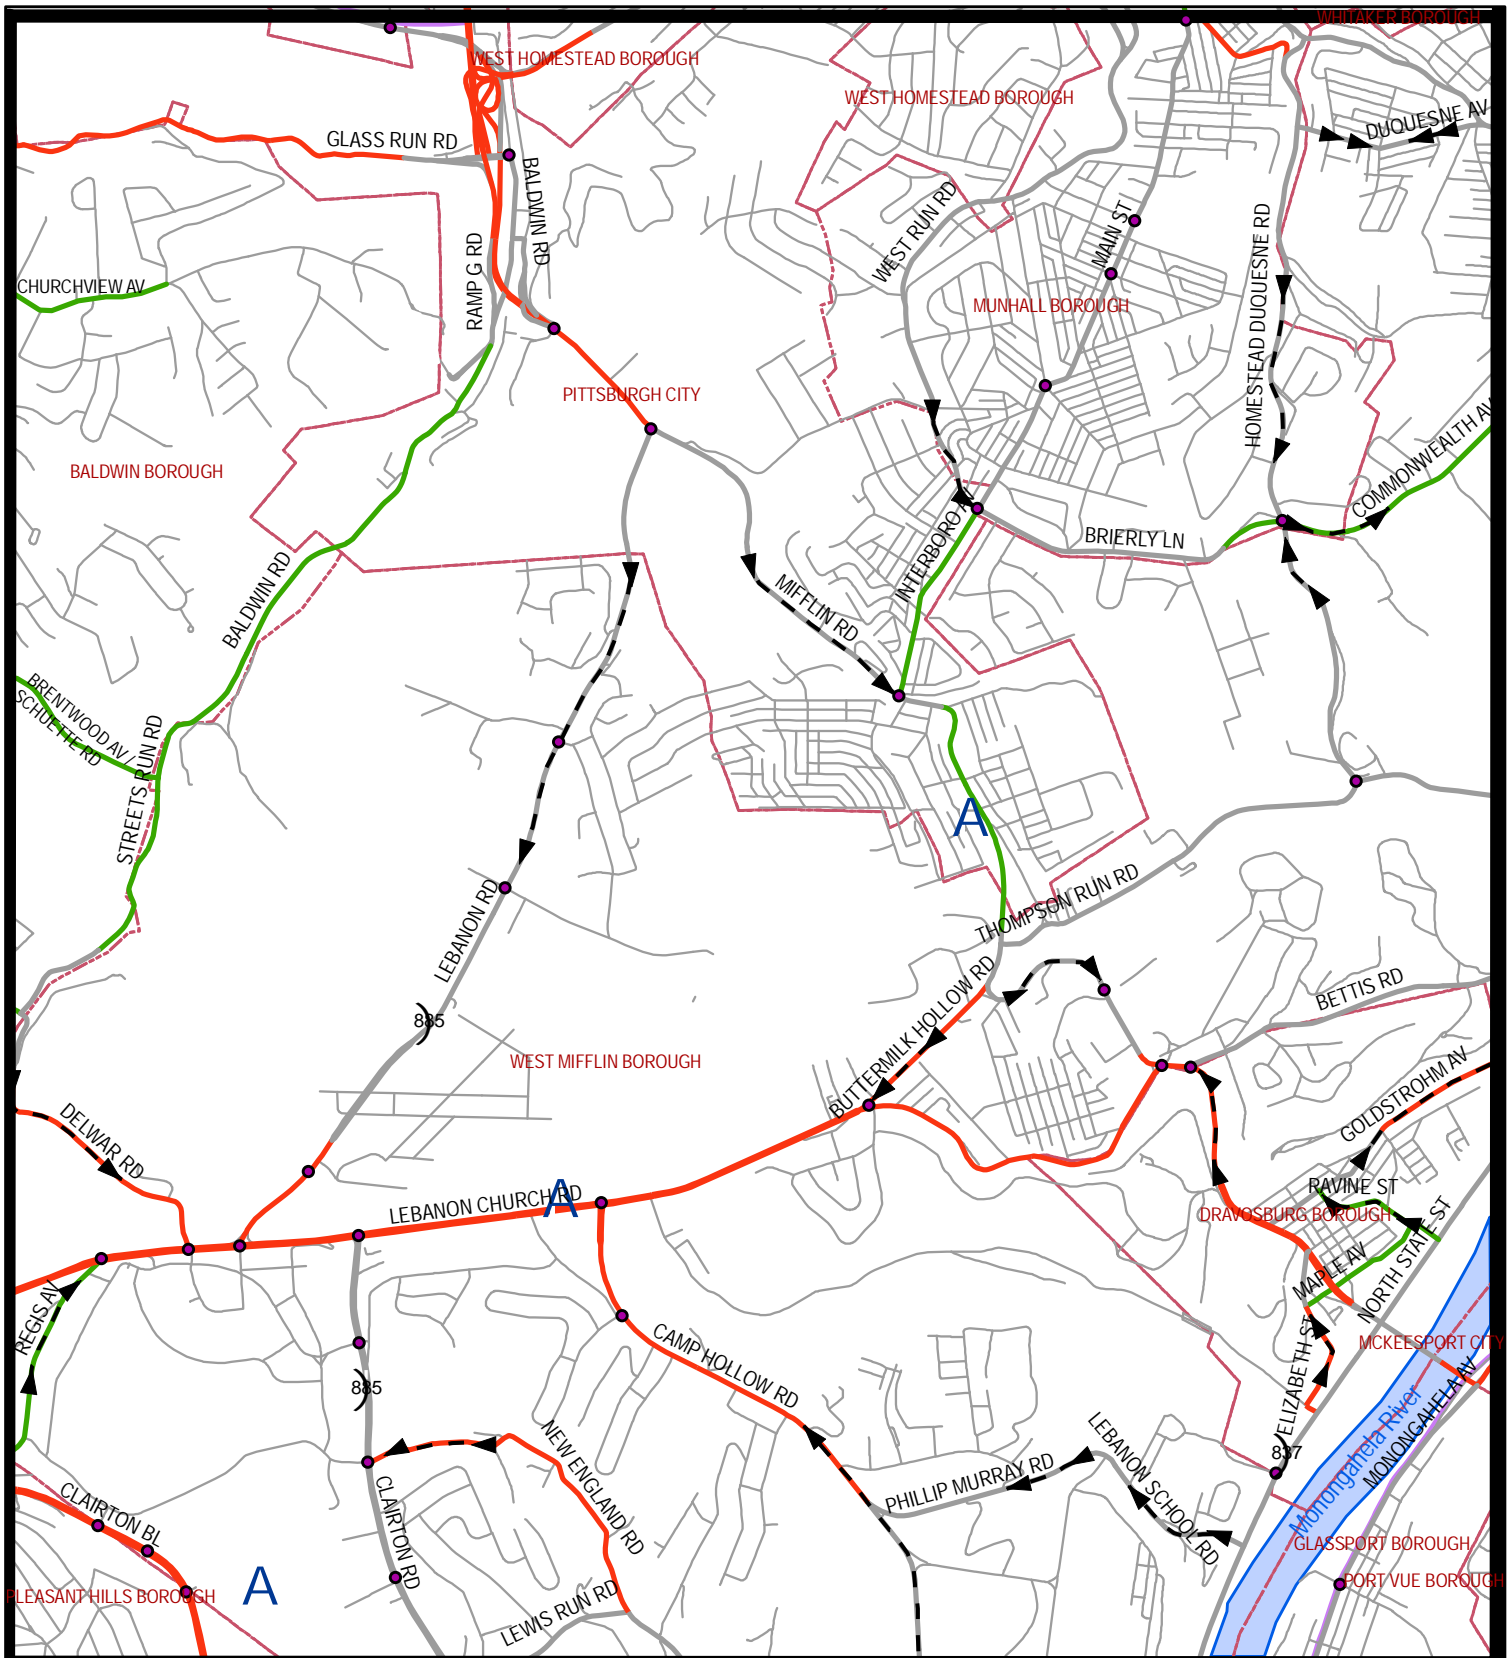 WHITAKER BOROUGH
WEST HOMESTEAD BOROUGH
WEST HOMESTEAD BOROUGH
DUQUESNE AV
GLASS RUN RD
BALDWIN RD
WEST RUN RD
MAIN ST
HOMESTEAD DUQUESNE RD
RAMP G RD
CHURCHVIEW AV
MUNHALL BOROUGH
PITTSBURGH CITY
BALDWIN BOROUGH
COMMONWEALTH AV
INTERBORO AV
BRIERLY LN
BALDWIN RD
MIFFLIN RD
BRENTWOOD AV/
SCHUETTE RD
STREETS RUN RD
A
THOMPSON RUN RD
LEBANON RD
BUTTERMILK HOLLOW RD
BETTIS RD
885
WEST MIFFLIN BOROUGH
GOLDSTROHM AV
DELWAR RD
RAVINE ST
LEBANON CHURCH RD
A
DRAVOSBURG BOROUGH
NORTH STATE ST
MAPLE AV
REGIS AV
ELIZABETH ST
MCKEESPORT CITY
CAMP HOLLOW RD
885
MONONGAHELA AV
Monongahela River
NEW ENGLAND RD
LEBANON SCHOOL RD
837
PHILLIP MURRAY RD
CLAIRTON BL
CLAIRTON RD
GLASSPORT BOROUGH
PORT VUE BOROUGH
PLEASANT HILLS BOROUGH
A
LEWIS RUN RD